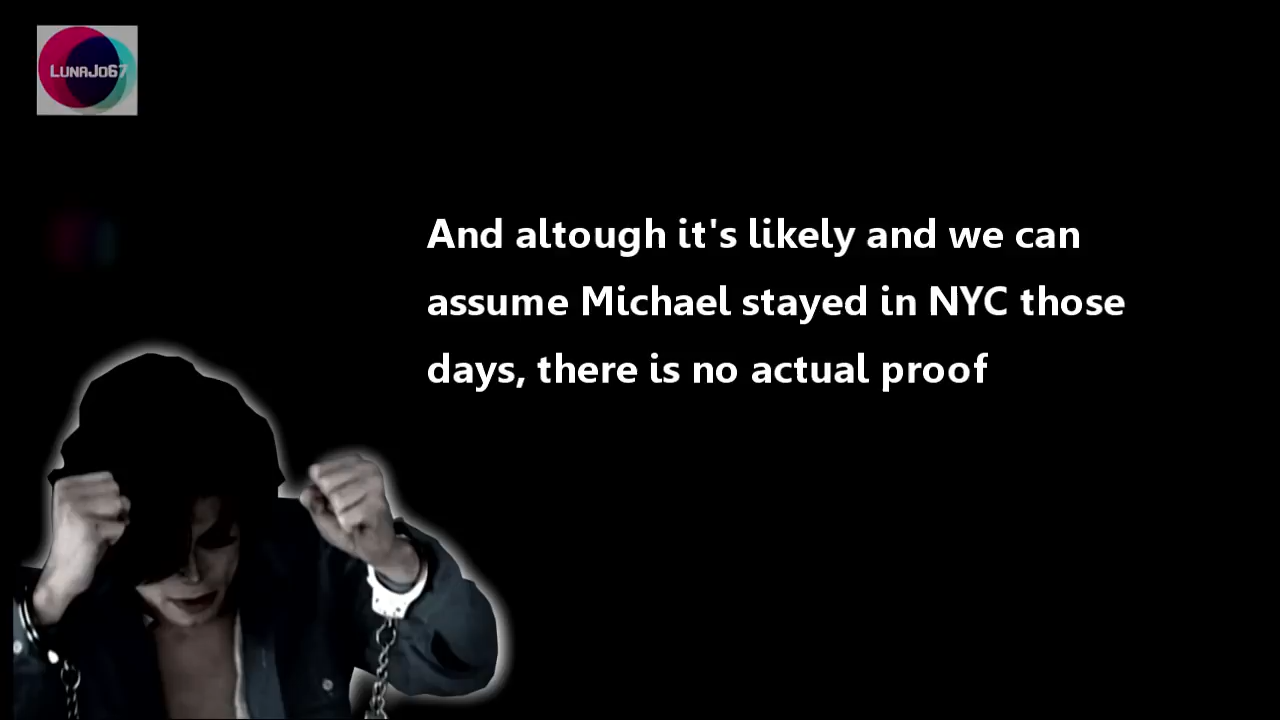 LunaJo67
And altough it's likely and we can
assume Michael stayed in NYC those
days, there is no actual proof